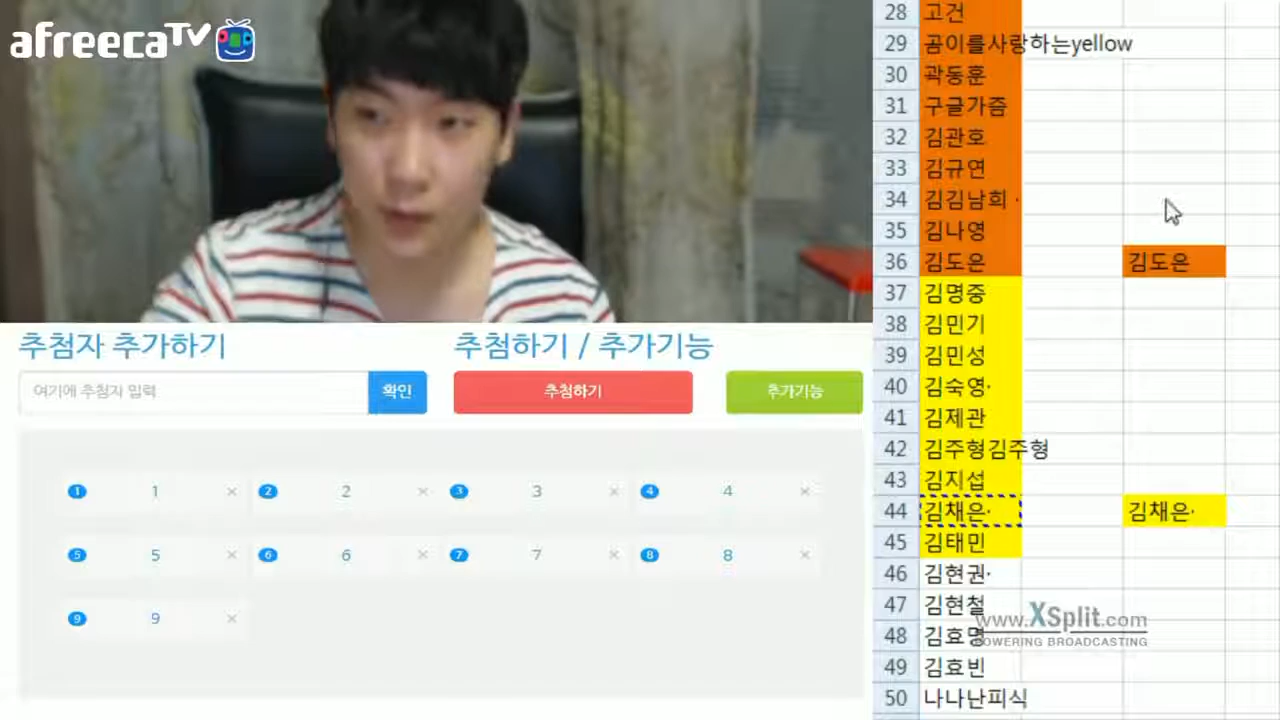 afreecaTV
추첨자 추가하기
추첨하기 / 추가기능
여기에 추첨자 입력
확인
추첨하기
추가기능
1 1 ×
2 2 ×
3 3 ×
4 4 ×
5 5 ×
6 6 ×
7 7 ×
8 8 ×
9 9 ×
28 고건
29 곰이를사랑하는yellow
30 곽동훈
31 구글가즘
32 김관호
33 김규연
34 김김남희·
35 김나영
36 김도은 김도은
37 김명중
38 김민기
39 김민성
40 김숙영·
41 김제관
42 김주형김주형
43 김지섭
44 김채은· 김채은·
45 김태민
46 김현권·
47 김현철
48 김효명
49 김효빈
50 나나난피식
www.XSplit.com
POWERING BROADCASTING